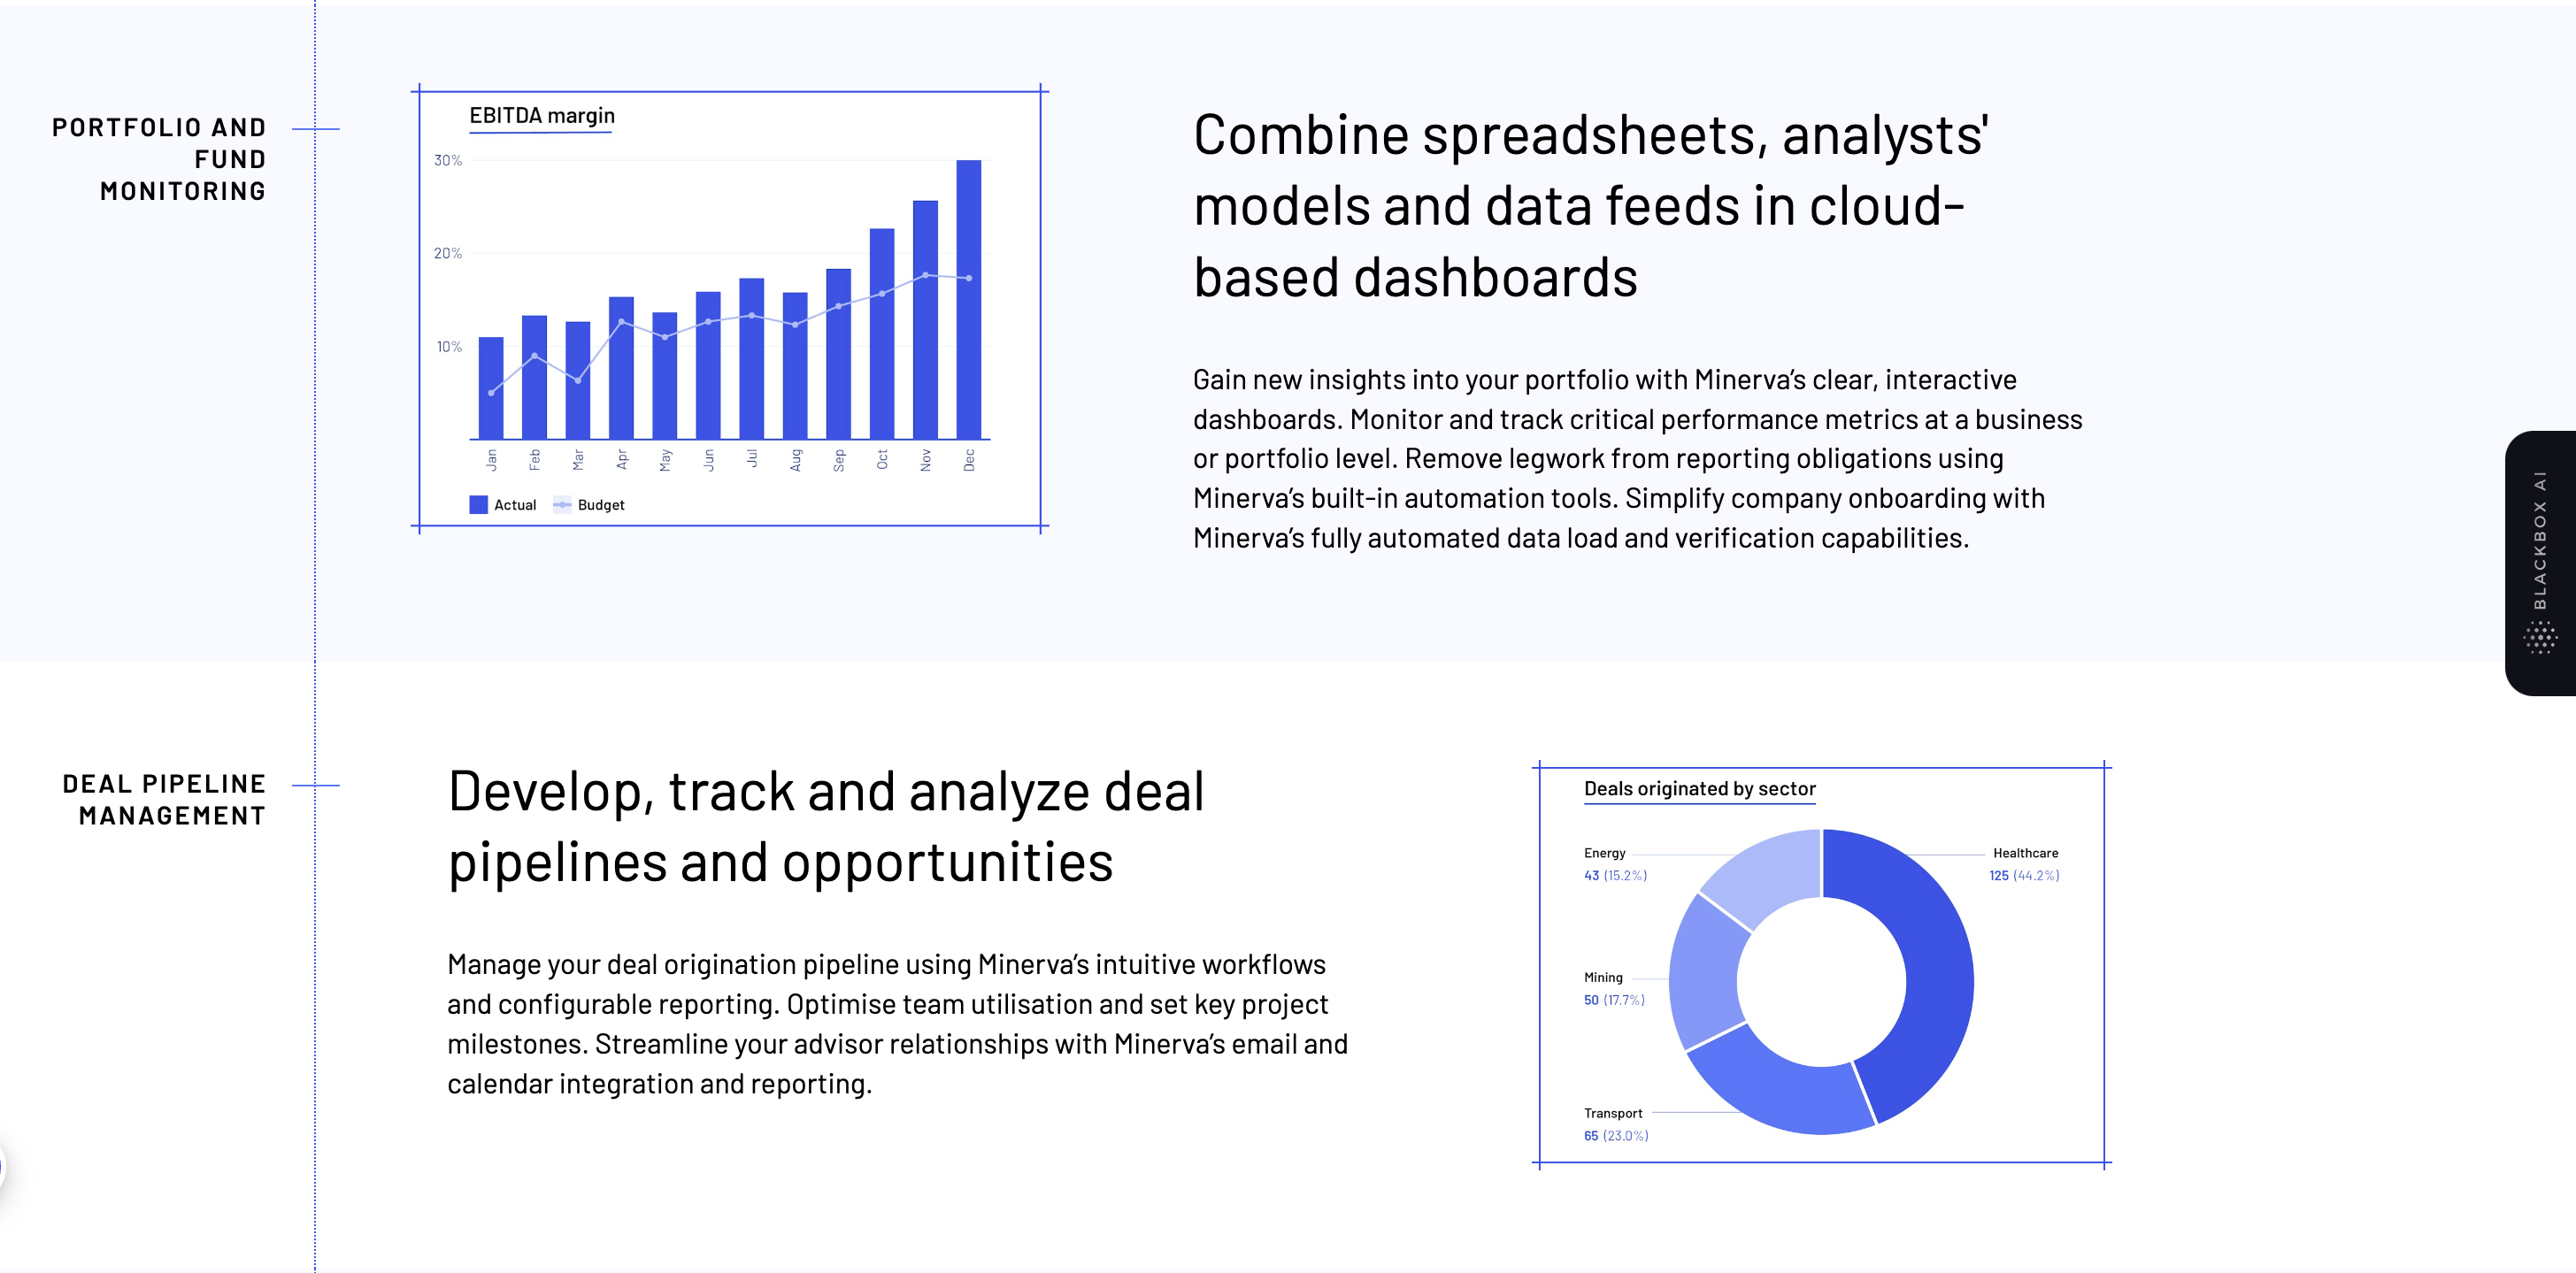 PORTFOLIO AND
FUND
MONITORING
EBITDA margin
30%
20%
10%
Jan
Feb
Mar
Apr
May
Jun
Jul
Aug
Sep
Oct
Nov
Dec
Actual
Budget
Combine spreadsheets, analysts'
models and data feeds in cloud-
based dashboards
Gain new insights into your portfolio with Minerva’s clear, interactive
dashboards. Monitor and track critical performance metrics at a business
or portfolio level. Remove legwork from reporting obligations using
Minerva’s built-in automation tools. Simplify company onboarding with
Minerva’s fully automated data load and verification capabilities.
BLACKBOX AI
DEAL PIPELINE
MANAGEMENT
Develop, track and analyze deal
pipelines and opportunities
Manage your deal origination pipeline using Minerva’s intuitive workflows
and configurable reporting. Optimise team utilisation and set key project
milestones. Streamline your advisor relationships with Minerva’s email and
calendar integration and reporting.
Deals originated by sector
Energy
43 (15.2%)
Healthcare
125 (44.2%)
Mining
50 (17.7%)
Transport
65 (23.0%)